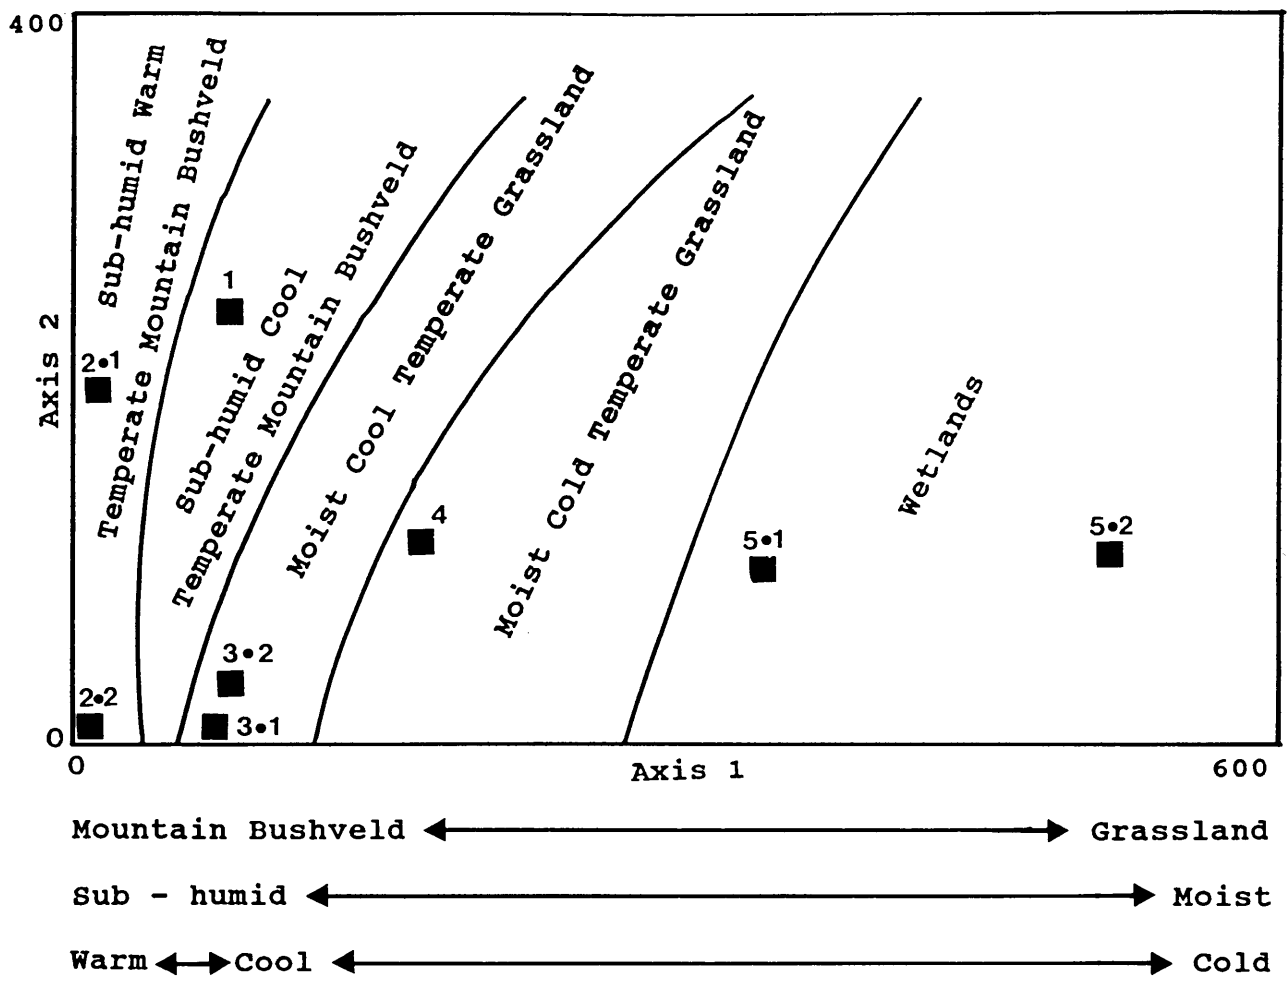 400
Sub-humid Warm
Temperate Mountain Bushveld
Sub-humid Cool
Temperate Mountain Bushveld
Moist Cool Temperate Grassland
Moist Cold Temperate Grassland
Wetlands
1
2•1
4
5•1
5•2
3•2
2•2
3•1
Axis 2
0
0
Axis 1
600
Mountain Bushveld
Grassland
Sub - humid
Moist
Warm
Cool
Cold